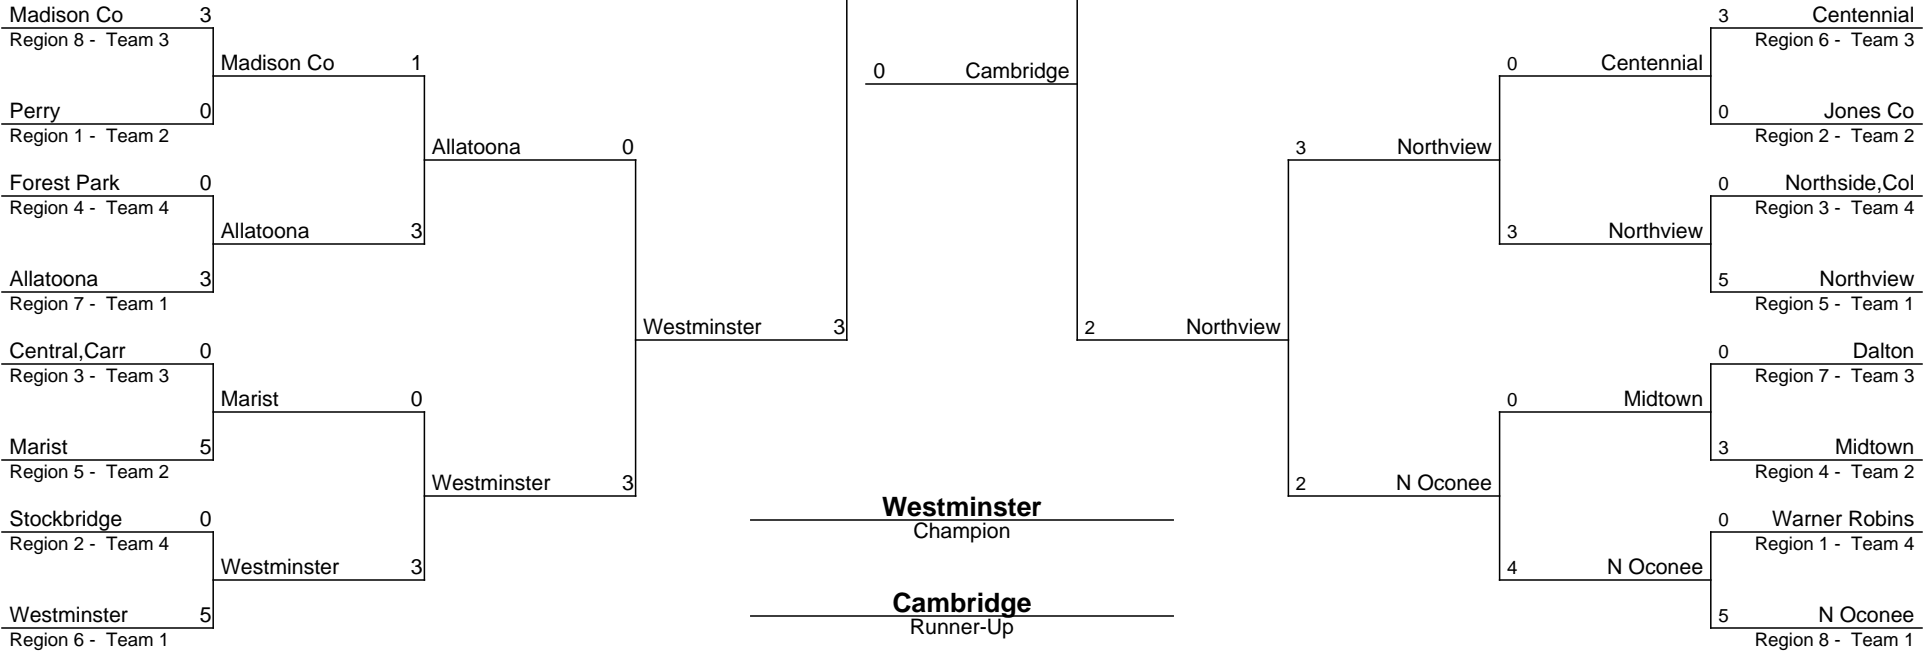 Madison Co 3
Region 8 - Team 3
Madison Co 1
Perry 0
Region 1 - Team 2
Allatoona 0
Forest Park 0
Region 4 - Team 4
Allatoona 3
Allatoona 3
Region 7 - Team 1
Westminster 3
Central,Carr 0
Region 3 - Team 3
Marist 0
Marist 5
Region 5 - Team 2
Westminster 3
Stockbridge 0
Region 2 - Team 4
Westminster 3
Westminster 5
Region 6 - Team 1
0 Cambridge
2 Northview
Westminster
Champion
Cambridge
Runner-Up
3 Centennial
Region 6 - Team 3
0 Centennial
0 Jones Co
Region 2 - Team 2
3 Northview
0 Northside,Col
Region 3 - Team 4
3 Northview
5 Northview
Region 5 - Team 1
0 Dalton
Region 7 - Team 3
0 Midtown
3 Midtown
Region 4 - Team 2
2 N Oconee
0 Warner Robins
Region 1 - Team 4
4 N Oconee
5 N Oconee
Region 8 - Team 1